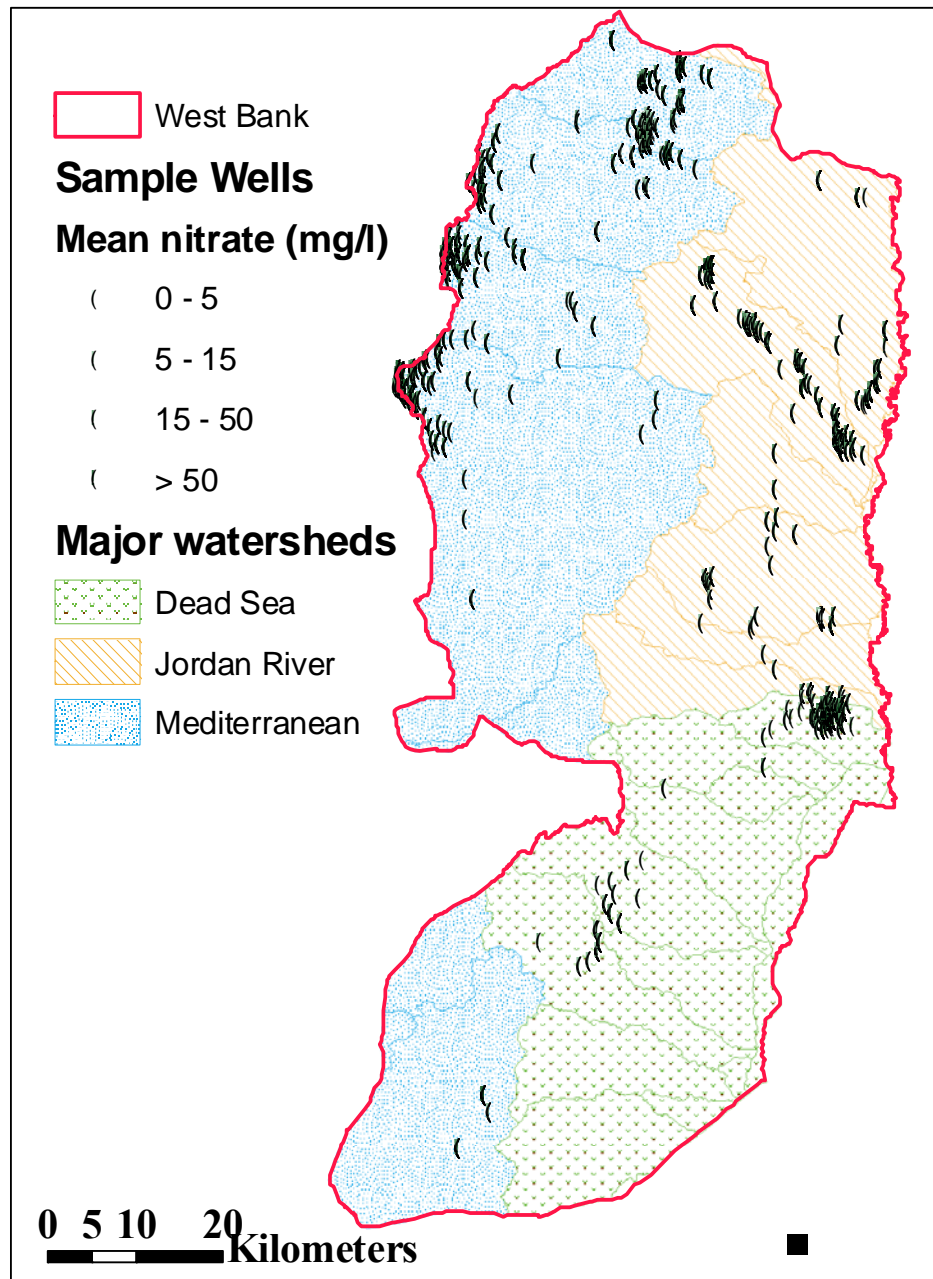 West Bank
Sample Wells
Mean nitrate (mg/l)
0 - 5
5 - 15
15 - 50
> 50
Major watersheds
Dead Sea
Jordan River
Mediterranean
0 5 10 20
Kilometers